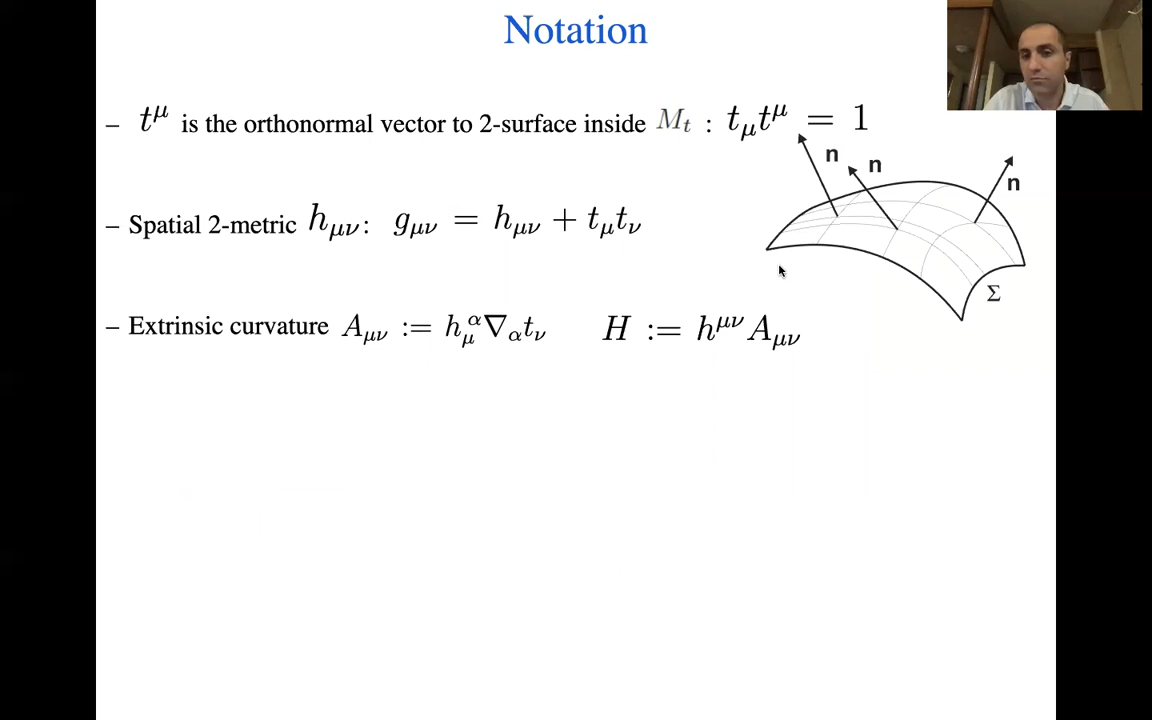 Notation
– t^μ is the orthonormal vector to 2-surface inside M_t : t_μ t^μ = 1
n
n
n
– Spatial 2-metric h_μν: g_μν = h_μν + t_μ t_ν
Σ
– Extrinsic curvature A_μν := h_μ^α ∇_α t_ν H := h^μν A_μν